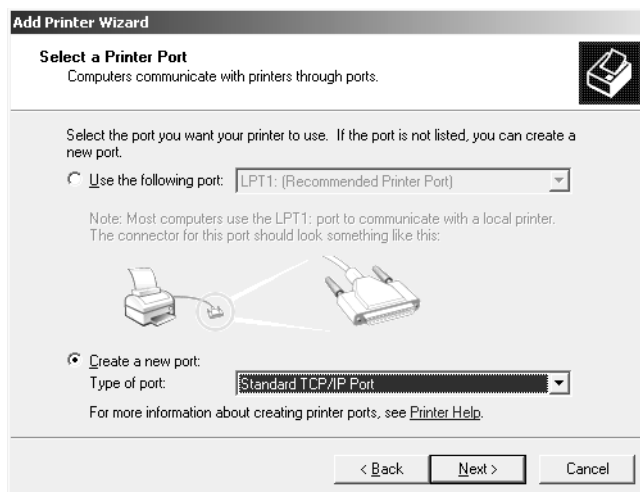 Add Printer Wizard
Select a Printer Port
Computers communicate with printers through ports.
Select the port you want your printer to use. If the port is not listed, you can create a
new port.
Use the following port: LPT1: (Recommended Printer Port)
Note: Most computers use the LPT1: port to communicate with a local printer.
The connector for this port should look something like this:
Create a new port:
Type of port: Standard TCP/IP Port
For more information about creating printer ports, see Printer Help.
< Back Next > Cancel